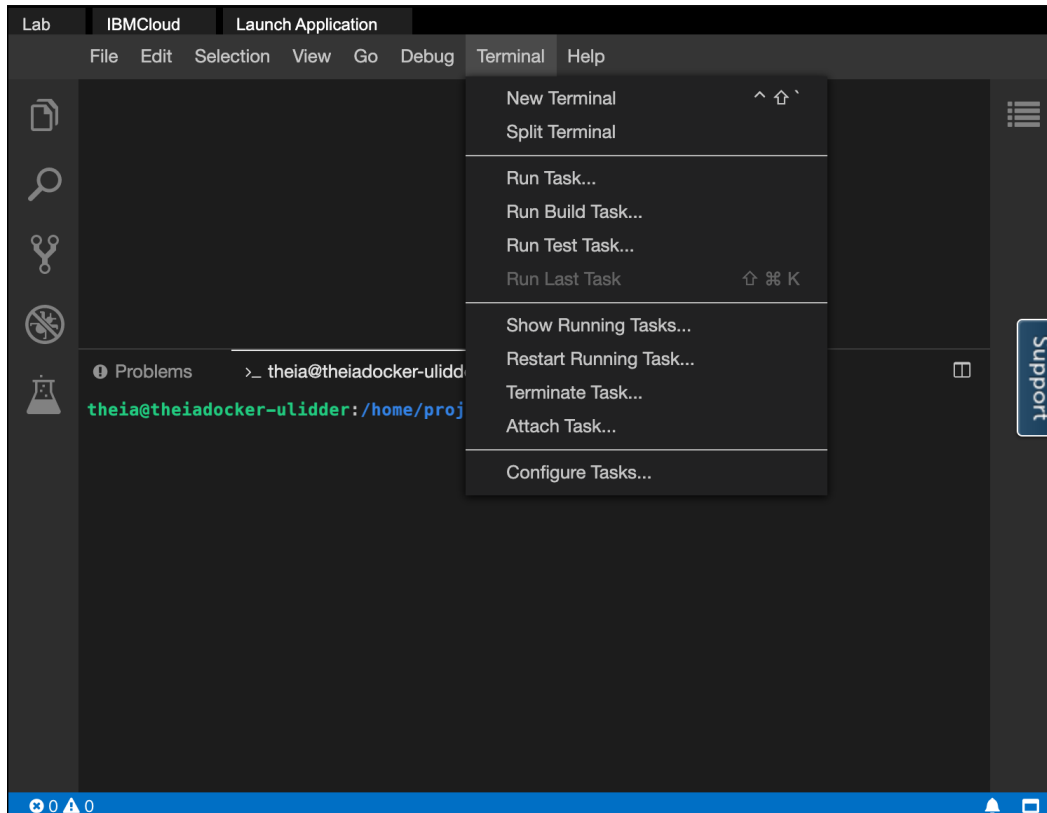 Lab IBMCloud Launch Application
File Edit Selection View Go Debug Terminal Help
New Terminal ^ ⇧ `
Split Terminal
Run Task...
Run Build Task...
Run Test Task...
Run Last Task ⇧ ⌘ K
Show Running Tasks...
Restart Running Task...
Terminate Task...
Attach Task...
Configure Tasks...
Problems >_ theia@theiadocker-ulidd
theia@theiadocker-ulidder:/home/proj
Support
0 0